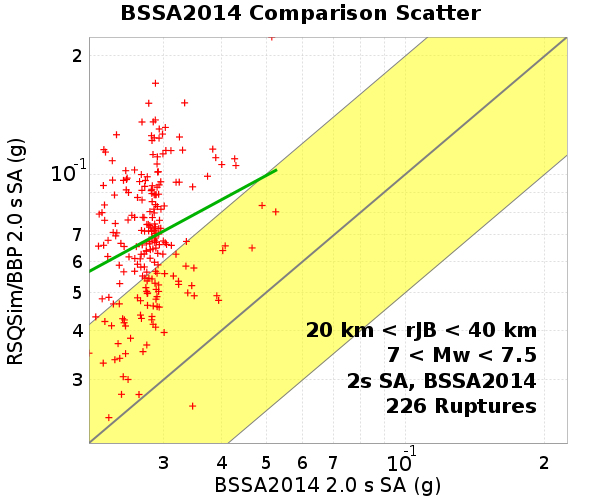 BSSA2014 Comparison Scatter
RSQSim/BBP 2.0 s SA (g)
2
10-1
7
6
5
4
3
20 km < rJB < 40 km
7 < Mw < 7.5
2s SA, BSSA2014
226 Ruptures
3 4 5 6 7 10-1 2
BSSA2014 2.0 s SA (g)